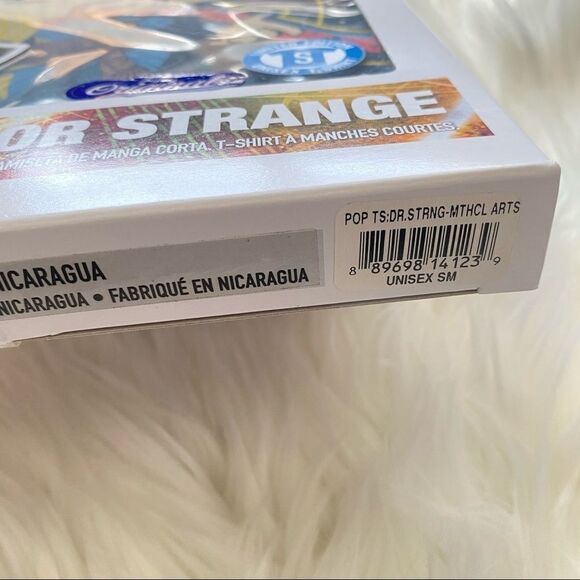 S
OR STRANGE
AMISETA DE MANGA CORTA. T-SHIRT À MANCHES COURTES.
POP TS:DR.STRNG-MTHCL ARTS
8 89698 14123 9
UNISEX SM
NICARAGUA
NICARAGUA • FABRIQUÉ EN NICARAGUA